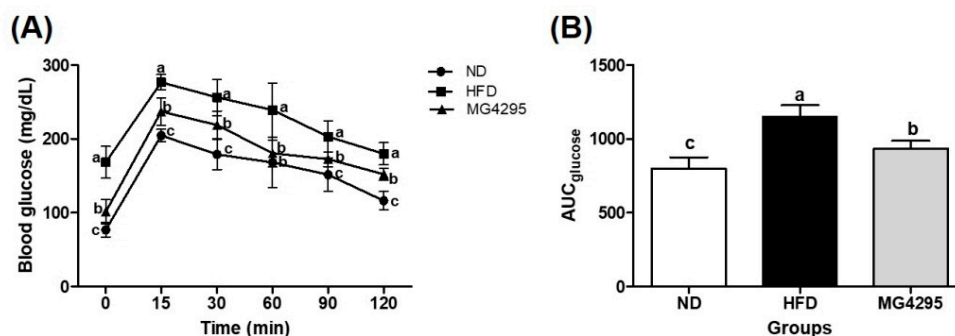 (A)
Blood glucose (mg/dL)
300
200
100
0
a
b
c
a
b
c
a
b
c
a
b
b
a
b
c
a
b
c
0 15 30 60 90 120
Time (min)
ND
HFD
MG4295
(B)
AUCglucose
1500
1000
500
0
c
a
b
ND HFD MG4295
Groups